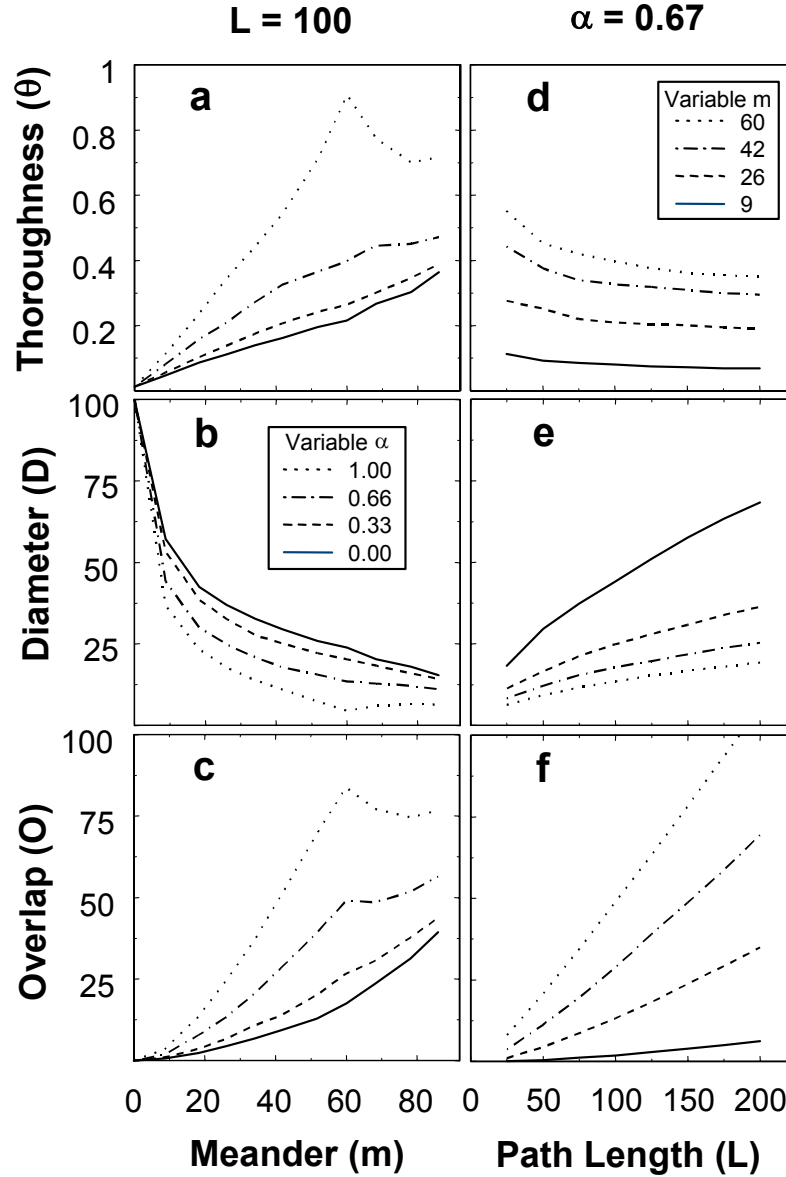 L = 100
α = 0.67
Thoroughness (θ)
1
0.8
0.6
0.4
0.2
a
d
Variable m
60
42
26
9
Diameter (D)
100
75
50
25
b
Variable α
1.00
0.66
0.33
0.00
e
Overlap (O)
100
75
50
25
c
f
0 20 40 60 80
0 50 100 150 200
Meander (m)
Path Length (L)